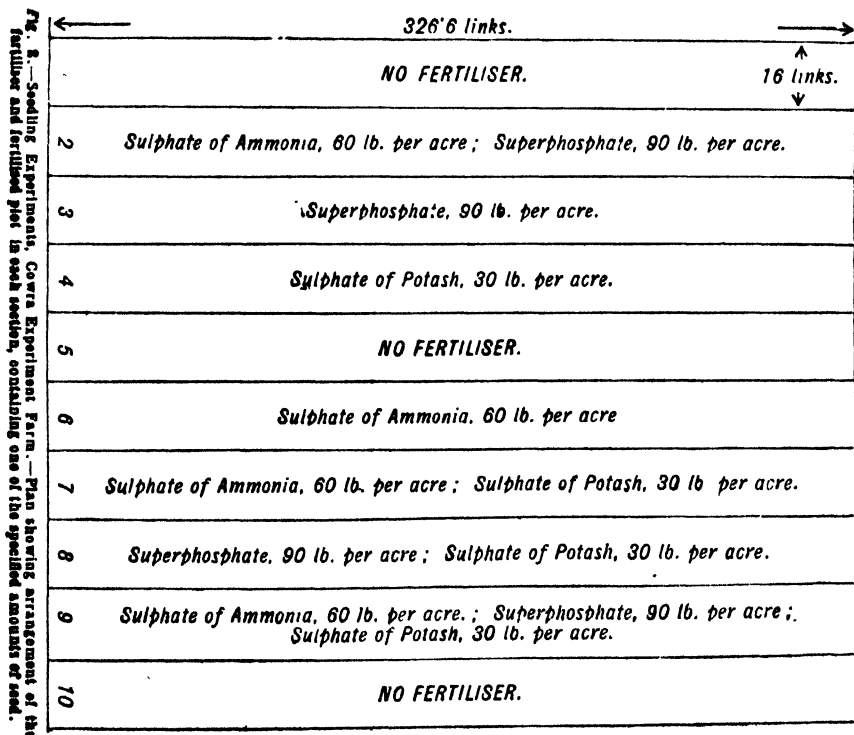 326·6 links.
NO FERTILISER.
16 links.
2 Sulphate of Ammonia, 60 lb. per acre; Superphosphate, 90 lb. per acre.
3 Superphosphate, 90 lb. per acre.
4 Sulphate of Potash, 30 lb. per acre.
5 NO FERTILISER.
6 Sulphate of Ammonia, 60 lb. per acre
7 Sulphate of Ammonia, 60 lb. per acre; Sulphate of Potash, 30 lb per acre.
8 Superphosphate, 90 lb. per acre; Sulphate of Potash, 30 lb. per acre.
9 Sulphate of Ammonia, 60 lb. per acre.; Superphosphate, 90 lb. per acre;
Sulphate of Potash, 30 lb. per acre.
10 NO FERTILISER.
Fig. 2.—Seedling Experiments, Cowra Experiment Farm.—Plan showing arrangement of the
fertiliser and fertilised plot in each section, containing one of the specified amounts of seed.